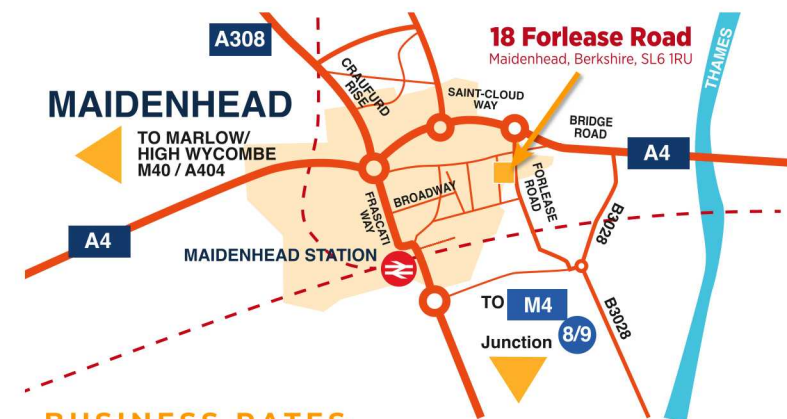 A308
18 Forlease Road
Maidenhead, Berkshire, SL6 1RU
THAMES
CRAUFURD
RISE
SAINT-CLOUD
WAY
MAIDENHEAD
BRIDGE
ROAD
TO MARLOW/
HIGH WYCOMBE
M40 / A404
A4
BROADWAY
FORLEASE
ROAD
FRASCATI
WAY
B3028
A4
MAIDENHEAD STATION
TO M4
B3028
Junction 8/9
BUSINESS RATES